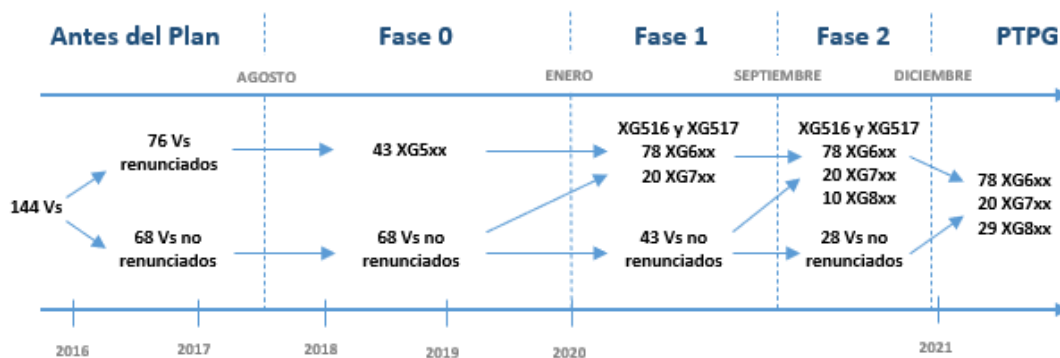 Antes del Plan
Fase 0
Fase 1
Fase 2
PTPG
AGOSTO
ENERO
SEPTIEMBRE
DICIEMBRE
144 Vs
76 Vs
renunciados
68 Vs no
renunciados
43 XG5xx
68 Vs no
renunciados
XG516 y XG517
78 XG6xx
20 XG7xx
43 Vs no
renunciados
XG516 y XG517
78 XG6xx
20 XG7xx
10 XG8xx
28 Vs no
renunciados
78 XG6xx
20 XG7xx
29 XG8xx
2016
2017
2018
2019
2020
2021